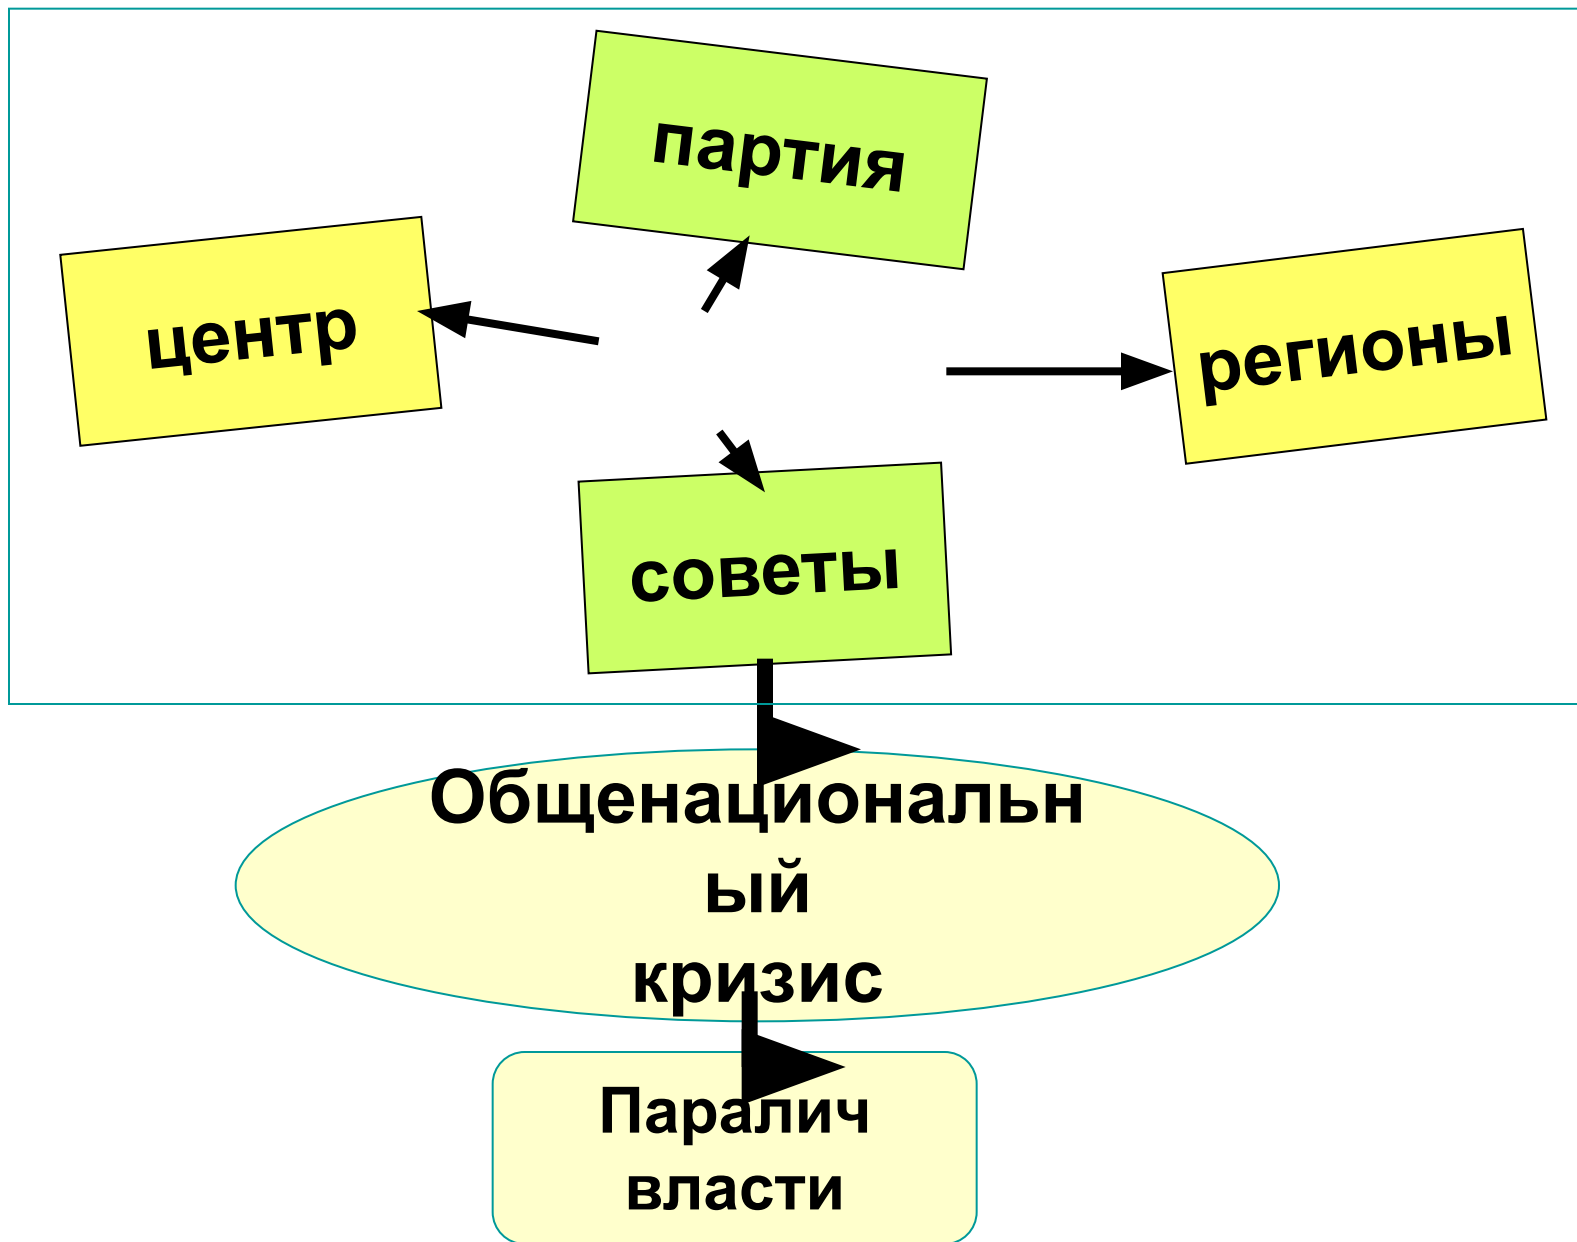 партия
центр
регионы
советы
Общенациональн
ый
кризис
Паралич
власти